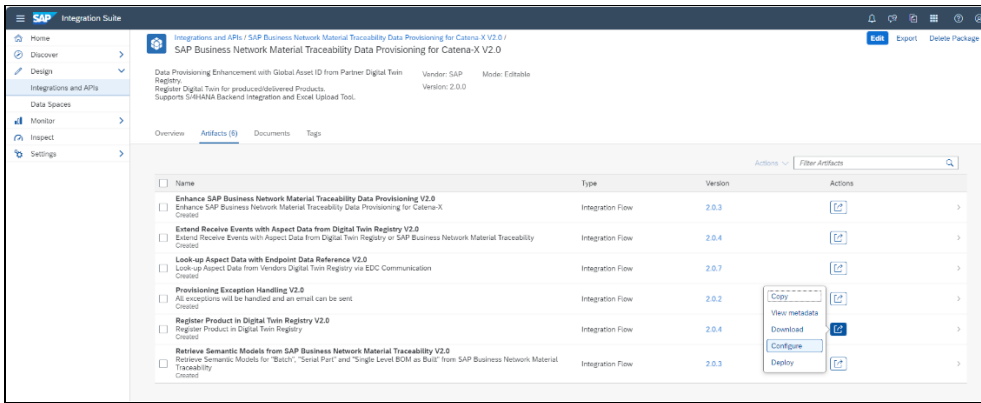 SAP Integration Suite
Home
Discover
Design
Integrations and APIs
Data Spaces
Monitor
Inspect
Settings
Integrations and APIs / SAP Business Network Material Traceability Data Provisioning for Catena-X V2.0 /
SAP Business Network Material Traceability Data Provisioning for Catena-X V2.0
Edit Export Delete Package
Data Provisioning Enhancement with Global Asset ID from Partner Digital Twin
Registry.
Register Digital Twin for produced/delivered Products.
Supports S/4HANA Backend Integration and Excel Upload Tool.
Vendor: SAP Mode: Editable
Version: 2.0.0
Overview Artifacts (6) Documents Tags
Actions Filter Artifacts
Name Type Version Actions
Enhance SAP Business Network Material Traceability Data Provisioning V2.0
Enhance SAP Business Network Material Traceability Data Provisioning for Catena-X
Created
Integration Flow 2.0.3
Extend Receive Events with Aspect Data from Digital Twin Registry V2.0
Extend Receive Events with Aspect Data from Digital Twin Registry or SAP Business Network Material Traceability
Created
Integration Flow 2.0.4
Look-up Aspect Data with Endpoint Data Reference V2.0
Look-up Aspect Data from Vendors Digital Twin Registry via EDC Communication
Created
Integration Flow 2.0.7
Provisioning Exception Handling V2.0
All exceptions will be handled and an email can be sent
Created
Integration Flow 2.0.2
Register Product in Digital Twin Registry V2.0
Register Product in Digital Twin Registry
Created
Integration Flow 2.0.4
Retrieve Semantic Models from SAP Business Network Material Traceability V2.0
Retrieve Semantic Models for "Batch", "Serial Part" and "Single Level BOM as Built" from SAP Business Network Material
Traceability
Created
Integration Flow 2.0.3
Copy
View metadata
Download
Configure
Deploy